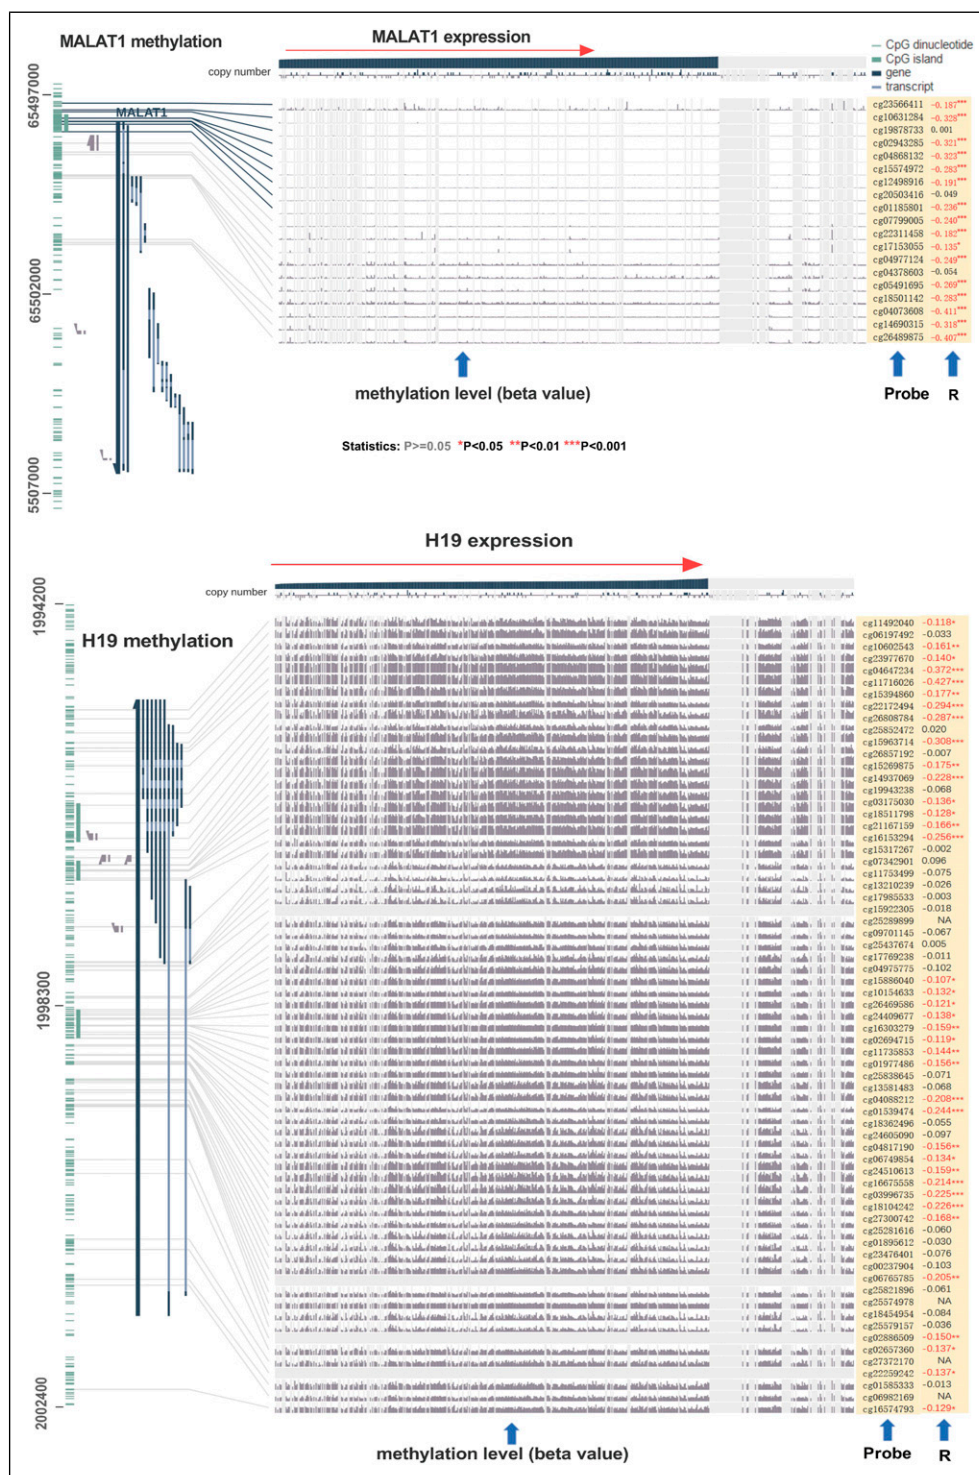 MALAT1 methylation
MALAT1 expression
copy number
CpG dinucleotide
CpG island
gene
transcript
65497000
MALAT1
65502000
5507000
cg23566411 -0.187***
cg10631284 -0.328***
cg19878733 0.001
cg02943285 -0.321***
cg04868132 -0.323***
cg15574972 -0.283***
cg12498916 -0.191***
cg20503416 -0.049
cg01185801 -0.236***
cg07799005 -0.240***
cg22311458 -0.182***
cg17153055 -0.135*
cg04977124 -0.249***
cg04378603 -0.054
cg05491695 -0.269***
cg18501142 -0.283***
cg04073608 -0.411***
cg14690315 -0.318***
cg26489875 -0.407***
methylation level (beta value)
Probe R
Statistics: P>=0.05 *P<0.05 **P<0.01 ***P<0.001
H19 expression
copy number
1994200
H19 methylation
1998300
2002400
cg11492040 -0.118*
cg06197492 -0.033
cg10602543 -0.161**
cg23977670 -0.140*
cg04647234 -0.372***
cg11716026 -0.427***
cg15394860 -0.177**
cg22172494 -0.294***
cg26808784 -0.287***
cg25852472 0.020
cg15963714 -0.308***
cg26857192 -0.007
cg15269875 -0.175**
cg14937069 -0.228***
cg19943238 -0.068
cg03175030 -0.136*
cg18511798 -0.128*
cg21167159 -0.166**
cg16153294 -0.256***
cg15317267 -0.002
cg07342901 0.096
cg11753499 -0.075
cg13210239 -0.026
cg17985533 -0.003
cg15922305 -0.018
cg25289899 NA
cg09701145 -0.067
cg25437674 0.005
cg17769238 -0.011
cg04975775 -0.102
cg15886040 -0.107*
cg10154633 -0.132*
cg26469586 -0.121*
cg24409677 -0.138*
cg16303279 -0.159**
cg02694715 -0.119*
cg11735853 -0.144**
cg01977486 -0.156**
cg25838645 -0.071
cg13581483 -0.068
cg04088212 -0.208***
cg01539474 -0.244***
cg18362496 -0.055
cg24605090 -0.097
cg04817190 -0.156**
cg06749854 -0.134*
cg24510613 -0.159**
cg16675558 -0.214***
cg03996735 -0.225***
cg18104242 -0.226***
cg27300742 -0.168**
cg25281616 -0.060
cg01895612 -0.030
cg23476401 -0.076
cg00237904 -0.103
cg06765785 -0.205**
cg25821896 -0.061
cg25574978 NA
cg18454954 -0.084
cg25579157 -0.036
cg02886509 -0.150**
cg02657360 -0.137*
cg27372170 NA
cg22259242 -0.137*
cg01585333 -0.013
cg06982169 NA
cg16574793 -0.129*
methylation level (beta value)
Probe R